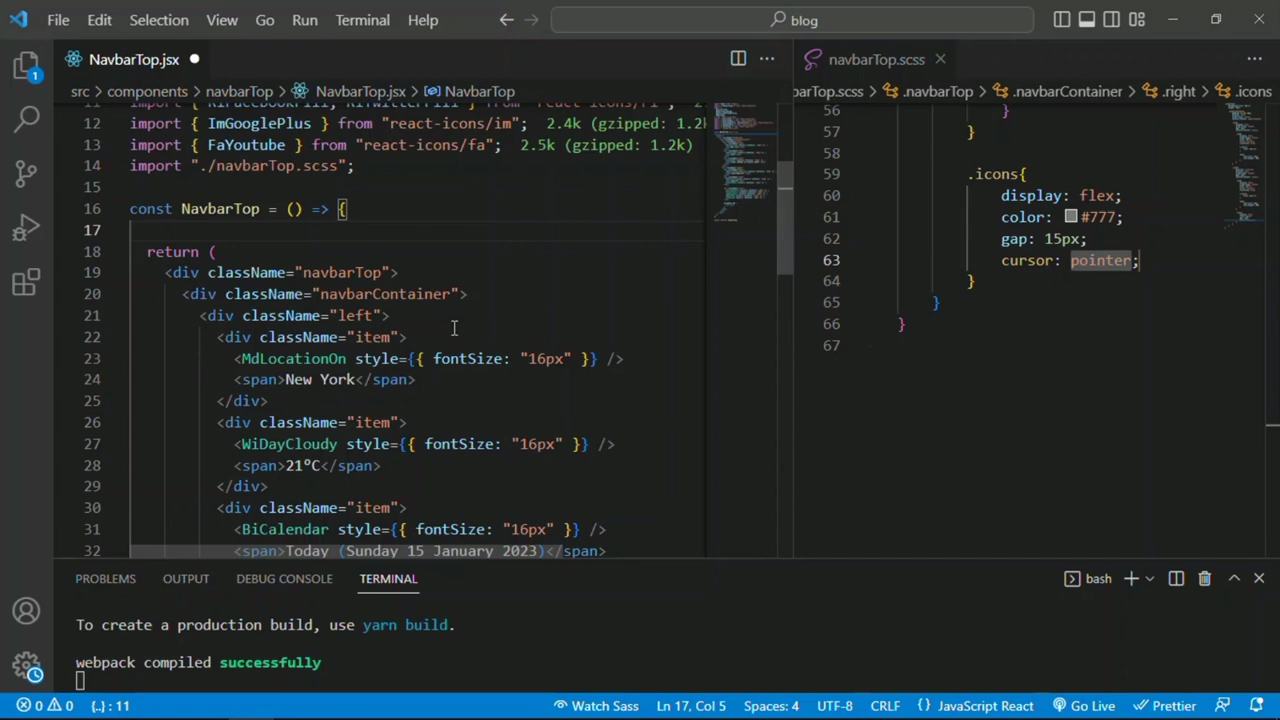 File Edit Selection View Go Run Terminal Help
blog
NavbarTop.jsx
src > components > navbarTop > NavbarTop.jsx > NavbarTop
12 import { ImGooglePlus } from "react-icons/im"; 2.4k (gzipped: 1.2k
13 import { FaYoutube } from "react-icons/fa"; 2.5k (gzipped: 1.2k)
14 import "./navbarTop.scss";
15
16 const NavbarTop = () => {
17
18 return (
19 <div className="navbarTop">
20 <div className="navbarContainer">
21 <div className="left">
22 <div className="item">
23 <MdLocationOn style={{ fontSize: "16px" }} />
24 <span>New York</span>
25 </div>
26 <div className="item">
27 <WiDayCloudy style={{ fontSize: "16px" }} />
28 <span>21°C</span>
29 </div>
30 <div className="item">
31 <BiCalendar style={{ fontSize: "16px" }} />
32 <span>Today (Sunday 15 January 2023)</span>
navbarTop.scss
barTop.scss > .navbarTop > .navbarContainer > .right > .icons
56 }
57 }
58
59 .icons{
60 display: flex;
61 color: #777;
62 gap: 15px;
63 cursor: pointer;
64 }
65 }
66 }
67
PROBLEMS OUTPUT DEBUG CONSOLE TERMINAL
bash
To create a production build, use yarn build.
webpack compiled successfully
1
0 0 {..} : 11
Watch Sass Ln 17, Col 5 Spaces: 4 UTF-8 CRLF {} JavaScript React Go Live Prettier